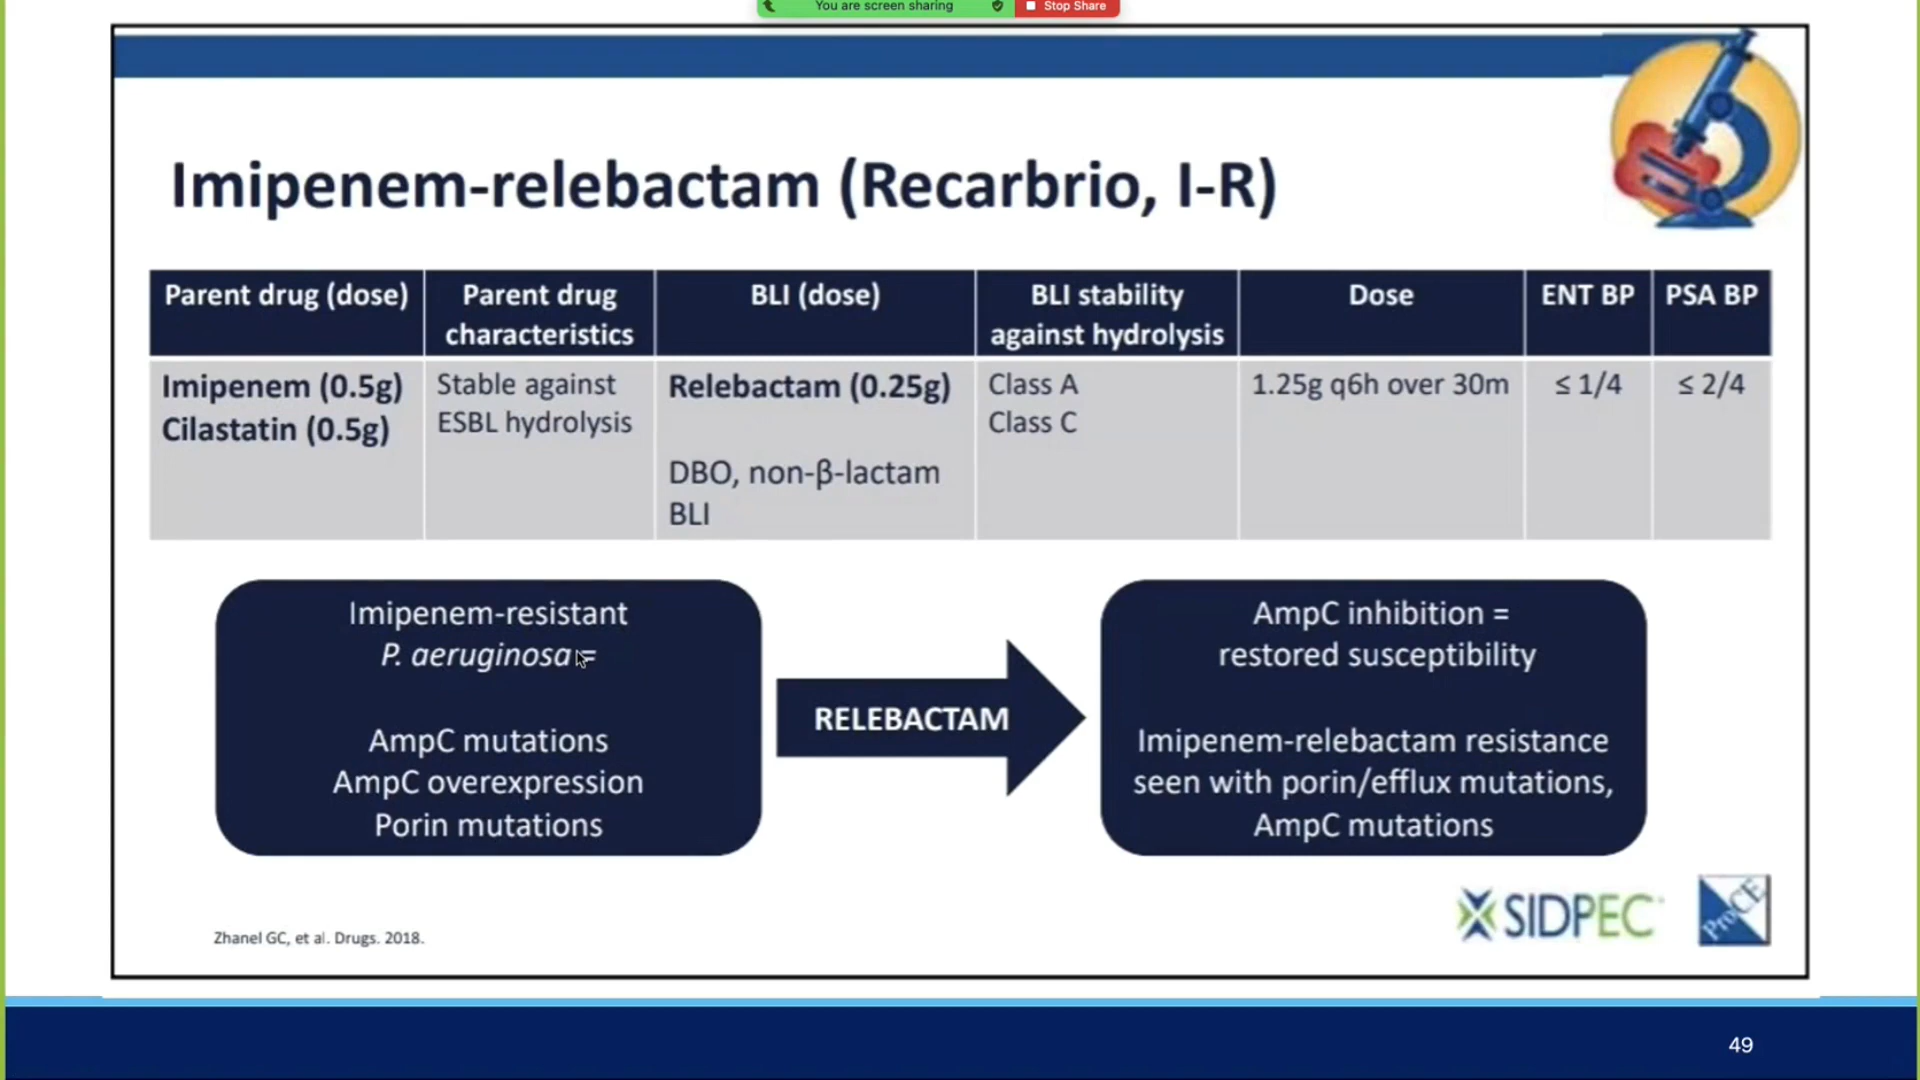 You are screen sharing
Stop Share
Imipenem-relebactam (Recarbrio, I-R)
Parent drug (dose)
Parent drug
characteristics
BLI (dose)
BLI stability
against hydrolysis
Dose
ENT BP
PSA BP
Imipenem (0.5g)
Cilastatin (0.5g)
Stable against
ESBL hydrolysis
Relebactam (0.25g)
DBO, non-β-lactam
BLI
Class A
Class C
1.25g q6h over 30m
≤ 1/4
≤ 2/4
Imipenem-resistant
P. aeruginosa =
AmpC mutations
AmpC overexpression
Porin mutations
RELEBACTAM
AmpC inhibition =
restored susceptibility
Imipenem-relebactam resistance
seen with porin/efflux mutations,
AmpC mutations
Zhanel GC, et al. Drugs. 2018.
SIDPEC
ProCE
49